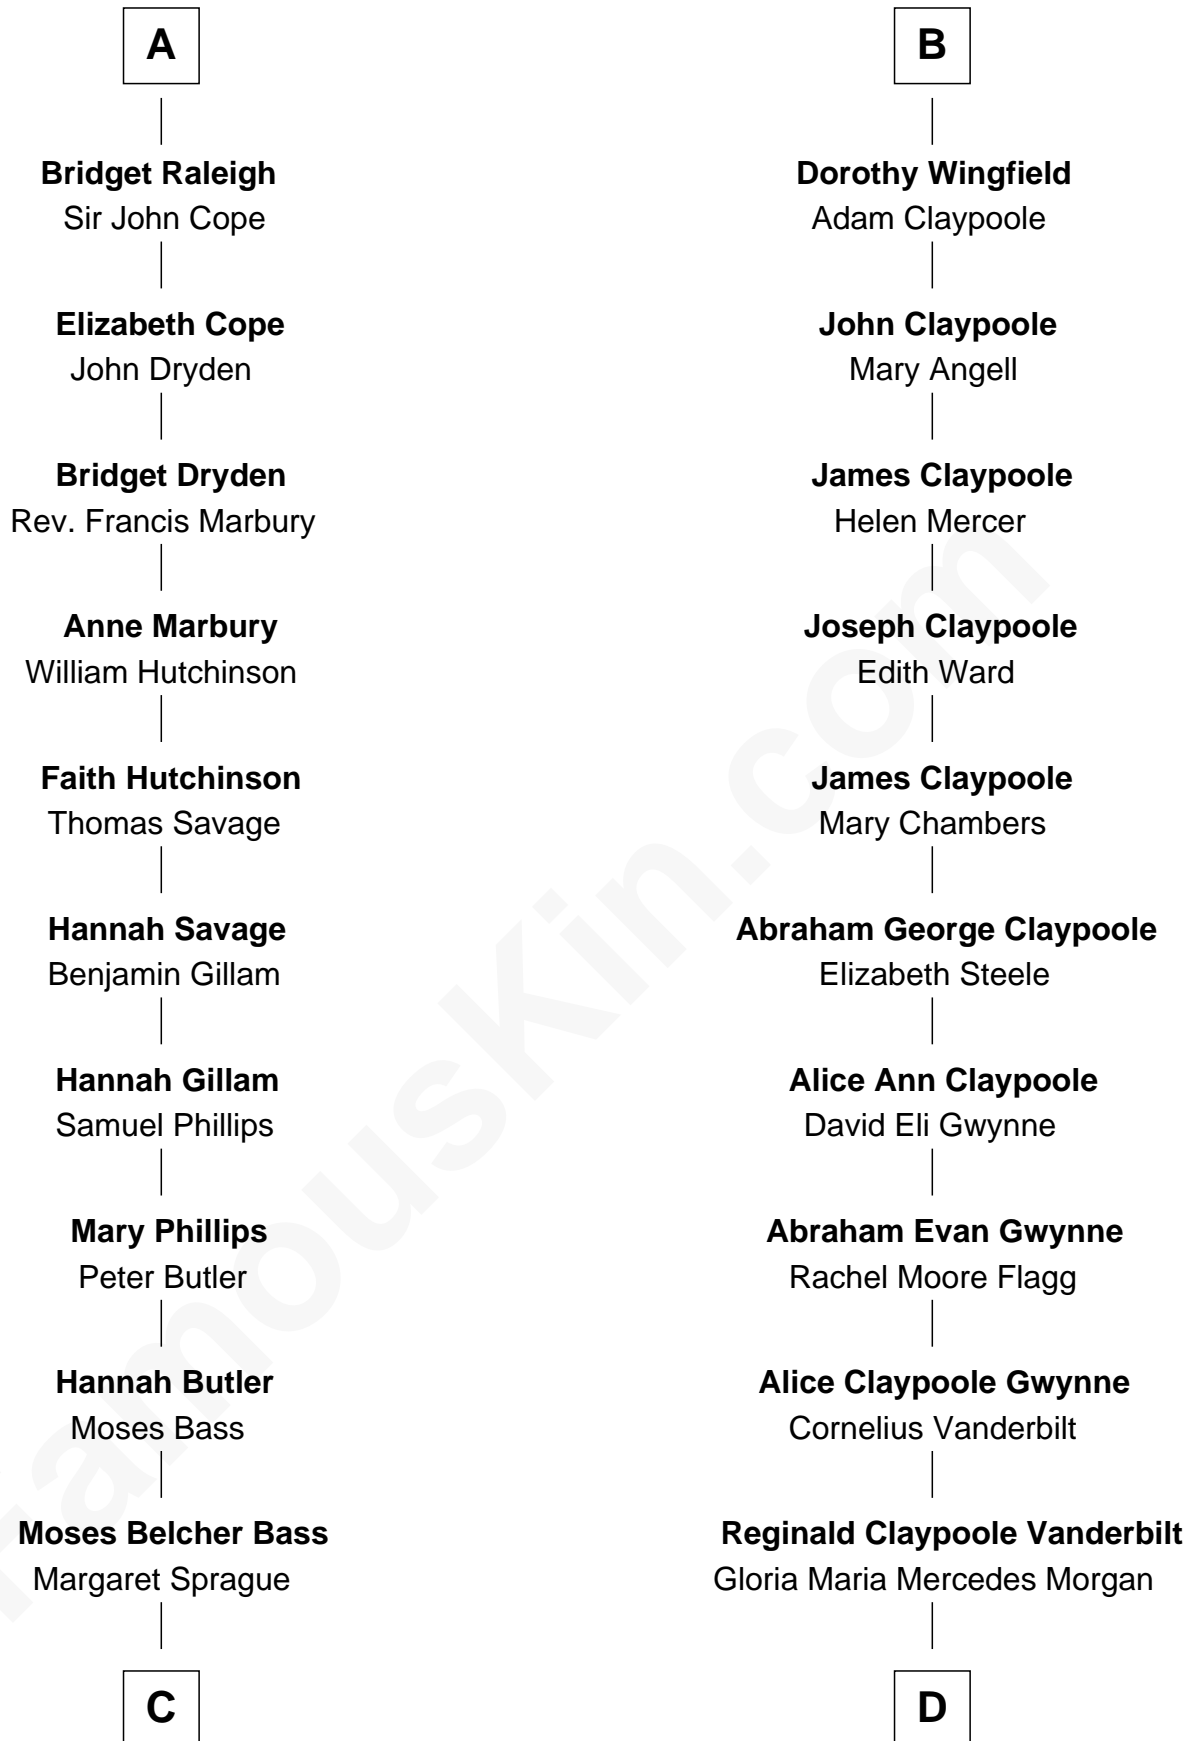 A
Bridget Raleigh
Sir John Cope
Elizabeth Cope
John Dryden
Bridget Dryden
Rev. Francis Marbury
Anne Marbury
William Hutchinson
Faith Hutchinson
Thomas Savage
Hannah Savage
Benjamin Gillam
Hannah Gillam
Samuel Phillips
Mary Phillips
Peter Butler
Hannah Butler
Moses Bass
Moses Belcher Bass
Margaret Sprague
C
B
Dorothy Wingfield
Adam Claypoole
John Claypoole
Mary Angell
James Claypoole
Helen Mercer
Joseph Claypoole
Edith Ward
James Claypoole
Mary Chambers
Abraham George Claypoole
Elizabeth Steele
Alice Ann Claypoole
David Eli Gwynne
Abraham Evan Gwynne
Rachel Moore Flagg
Alice Claypoole Gwynne
Cornelius Vanderbilt
Reginald Claypoole Vanderbilt
Gloria Maria Mercedes Morgan
D
FamousKin.com